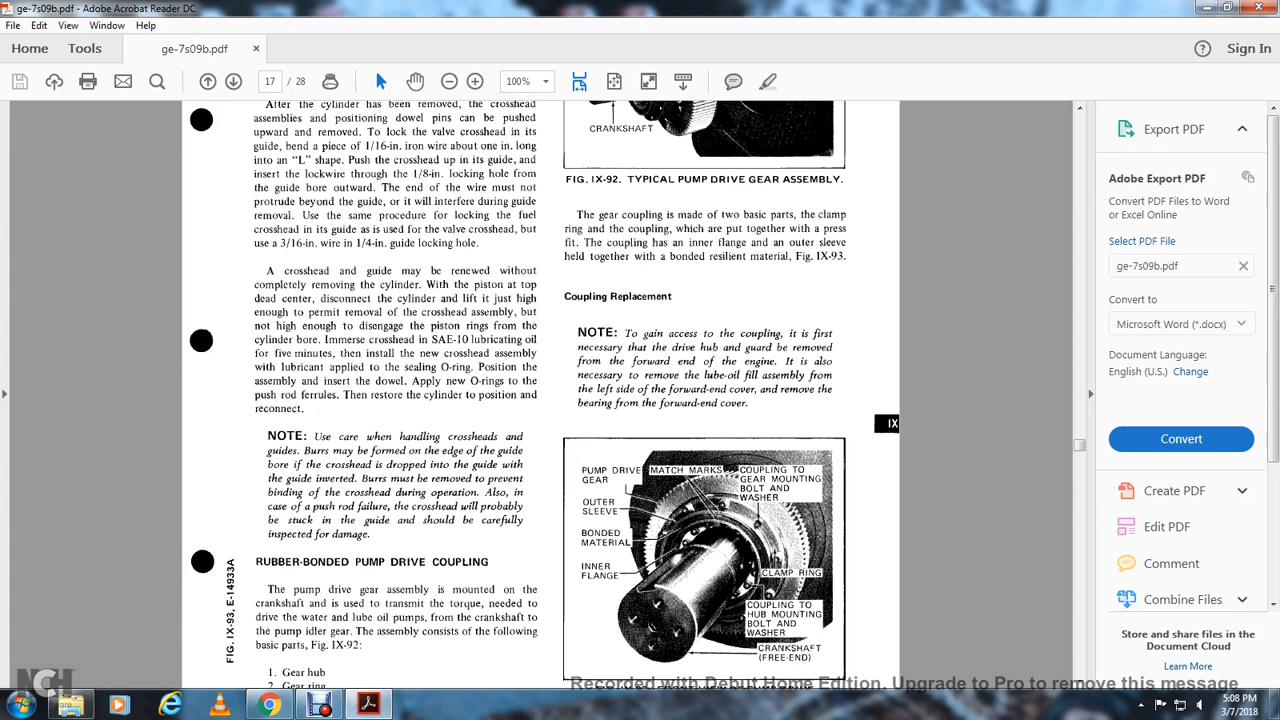 ge-7s09b.pdf - Adobe Acrobat Reader DC
File Edit View Window Help
Home Tools ge-7s09b.pdf × Sign In
17 / 28 100%
After the cylinder has been removed, the crosshead
assemblies and positioning dowel pins can be pushed
upward and removed. To lock the valve crosshead in its
guide, bend a piece of 1/16-in. iron wire about one in. long
into an "L" shape. Push the crosshead up in its guide, and
insert the lockwire through the 1/8-in. locking hole from
the guide bore outward. The end of the wire must not
protrude beyond the guide, or it will interfere during guide
removal. Use the same procedure for locking the fuel
crosshead in its guide as is used for the valve crosshead, but
use a 3/16-in. wire in 1/4-in. guide locking hole.
A crosshead and guide may be renewed without
completely removing the cylinder. With the piston at top
dead center, disconnect the cylinder and lift it just high
enough to permit removal of the crosshead assembly, but
not high enough to disengage the piston rings from the
cylinder bore. Immerse crosshead in SAE-10 lubricating oil
for five minutes, then install the new crosshead assembly
with lubricant applied to the sealing O-ring. Position the
assembly and insert the dowel. Apply new O-rings to the
push rod ferrules. Then restore the cylinder to position and
reconnect.
NOTE: Use care when handling crossheads and
guides. Burrs may be formed on the edge of the guide
bore if the crosshead is dropped into the guide with
the guide inverted. Burrs must be removed to prevent
binding of the crosshead during operation. Also, in
case of a push rod failure, the crosshead will probably
be stuck in the guide and should be carefully
inspected for damage.
RUBBER-BONDED PUMP DRIVE COUPLING
The pump drive gear assembly is mounted on the
crankshaft and is used to transmit the torque, needed to
drive the water and lube oil pumps, from the crankshaft to
the pump idler gear. The assembly consists of the following
basic parts, Fig. IX-92:
1. Gear hub
2. Gear ring
FIG. IX-93, E-14933A
CRANKSHAFT
FIG. IX-92. TYPICAL PUMP DRIVE GEAR ASSEMBLY.
The gear coupling is made of two basic parts, the clamp
ring and the coupling, which are put together with a press
fit. The coupling has an inner flange and an outer sleeve
held together with a bonded resilient material, Fig. IX-93.
Coupling Replacement
NOTE: To gain access to the coupling, it is first
necessary that the drive hub and guard be removed
from the forward end of the engine. It is also
necessary to remove the lube-oil fill assembly from
the left side of the forward-end cover, and remove the
bearing from the forward-end cover.
IX
PUMP DRIVE
GEAR
MATCH MARKS
COUPLING TO
GEAR MOUNTING
BOLT AND
WASHER
OUTER
SLEEVE
BONDED
MATERIAL
INNER
FLANGE
CLAMP RING
COUPLING TO
HUB MOUNTING
BOLT AND
WASHER
CRANKSHAFT
(FREE-END)
Export PDF
Adobe Export PDF
Convert PDF Files to Word
or Excel Online
Select PDF File
ge-7s09b.pdf
Convert to
Microsoft Word (*.docx)
Document Language:
English (U.S.) Change
Convert
Create PDF
Edit PDF
Comment
Combine Files
Store and share files in the
Document Cloud
Learn More
NCH
Recorded with Debut Home Edition. Upgrade to Pro to remove this message
5:08 PM
3/7/2018